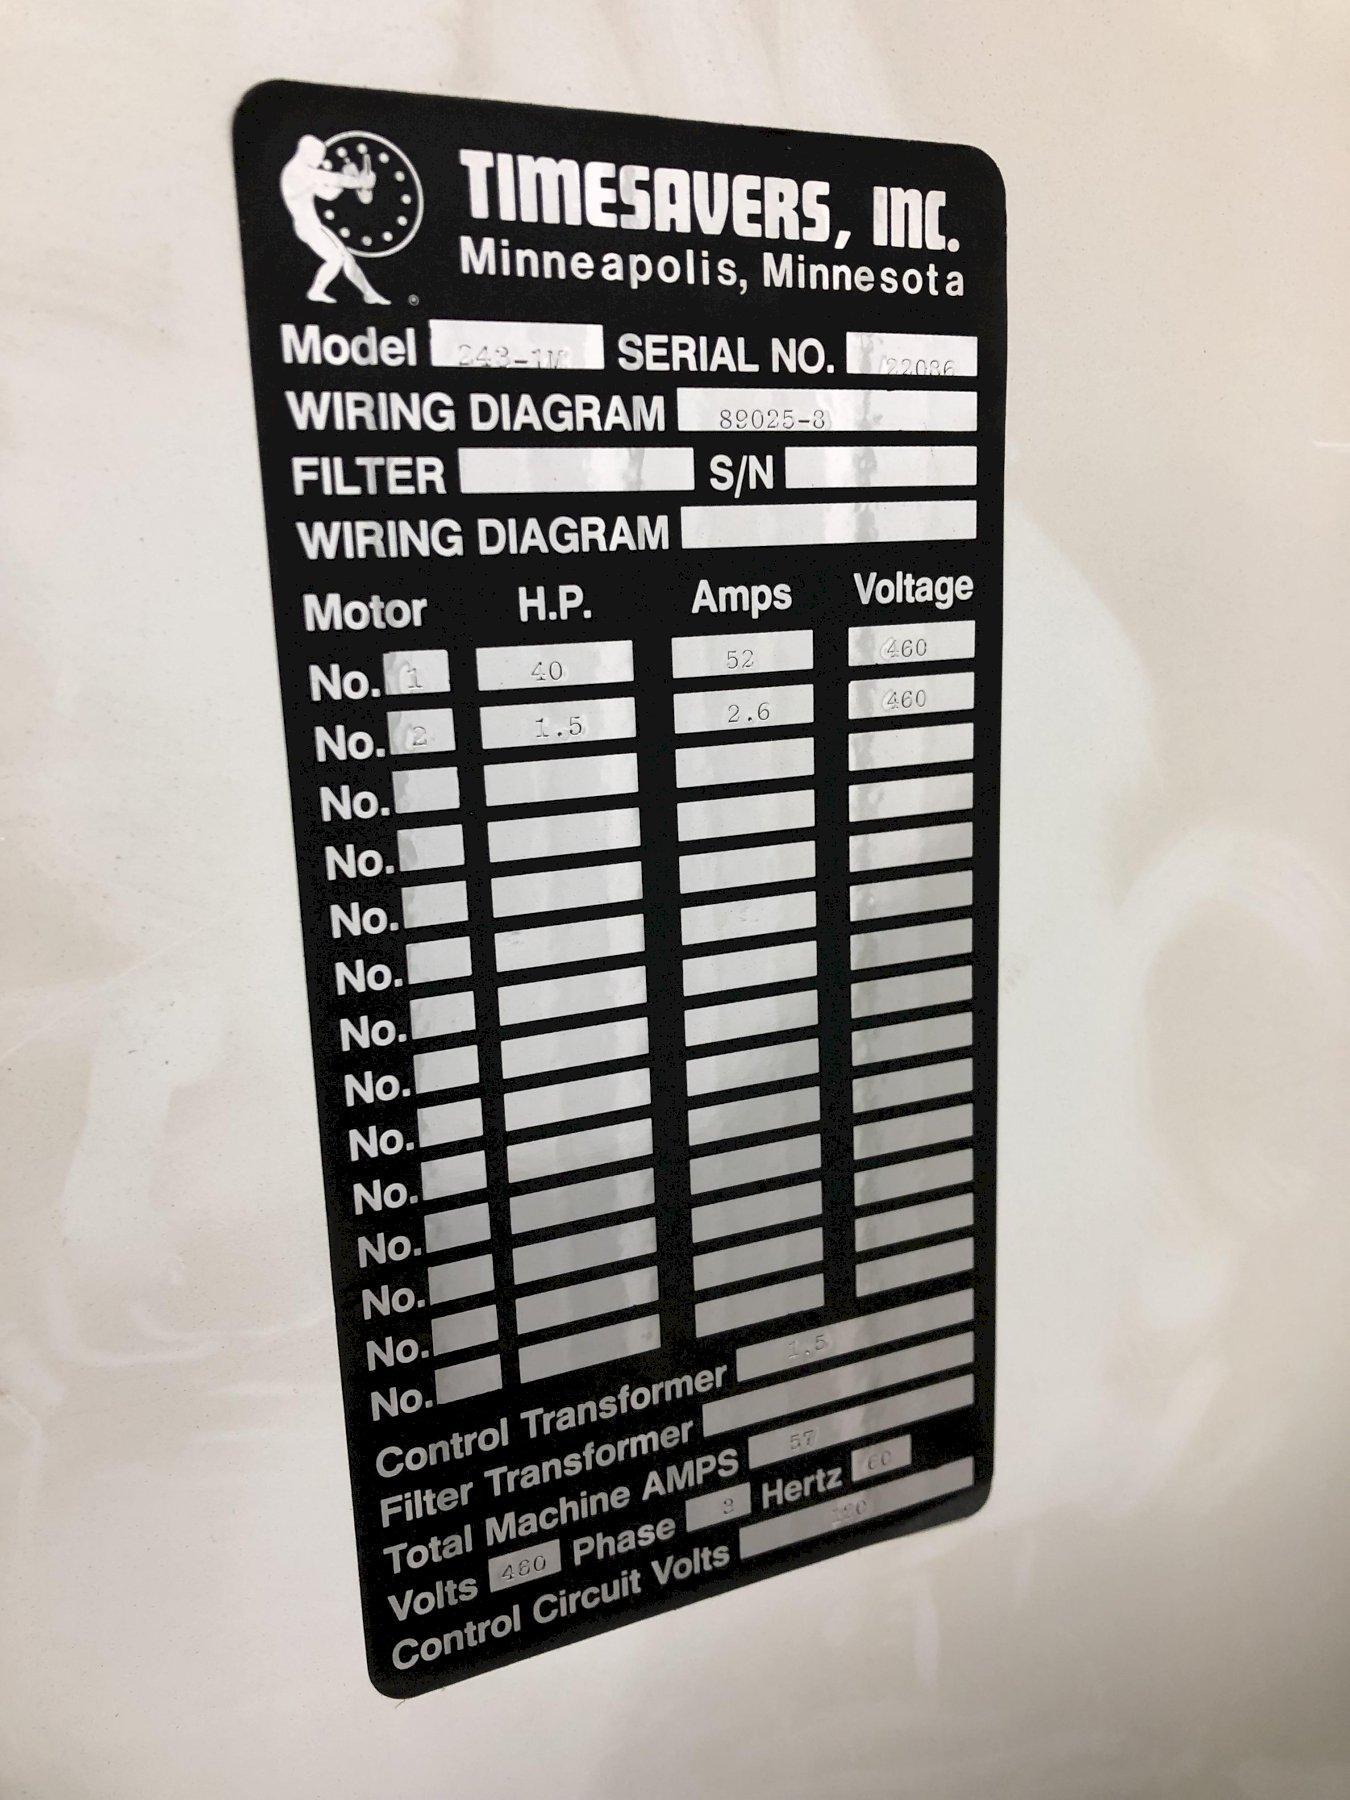 TIMESAVERS, INC.
Minneapolis, Minnesota
®
Model 243-1M SERIAL NO. 22086
WIRING DIAGRAM 89025-3
FILTER S/N
WIRING DIAGRAM
Motor H.P. Amps Voltage
No. 1 40 52 460
No. 2 1.5 2.6 460
No.
No.
No.
No.
No.
No.
No.
No.
No.
No.
No.
No.
Control Transformer 1.5
Filter Transformer
Total Machine AMPS 57
Volts 460 Phase 3 Hertz 60
Control Circuit Volts 120